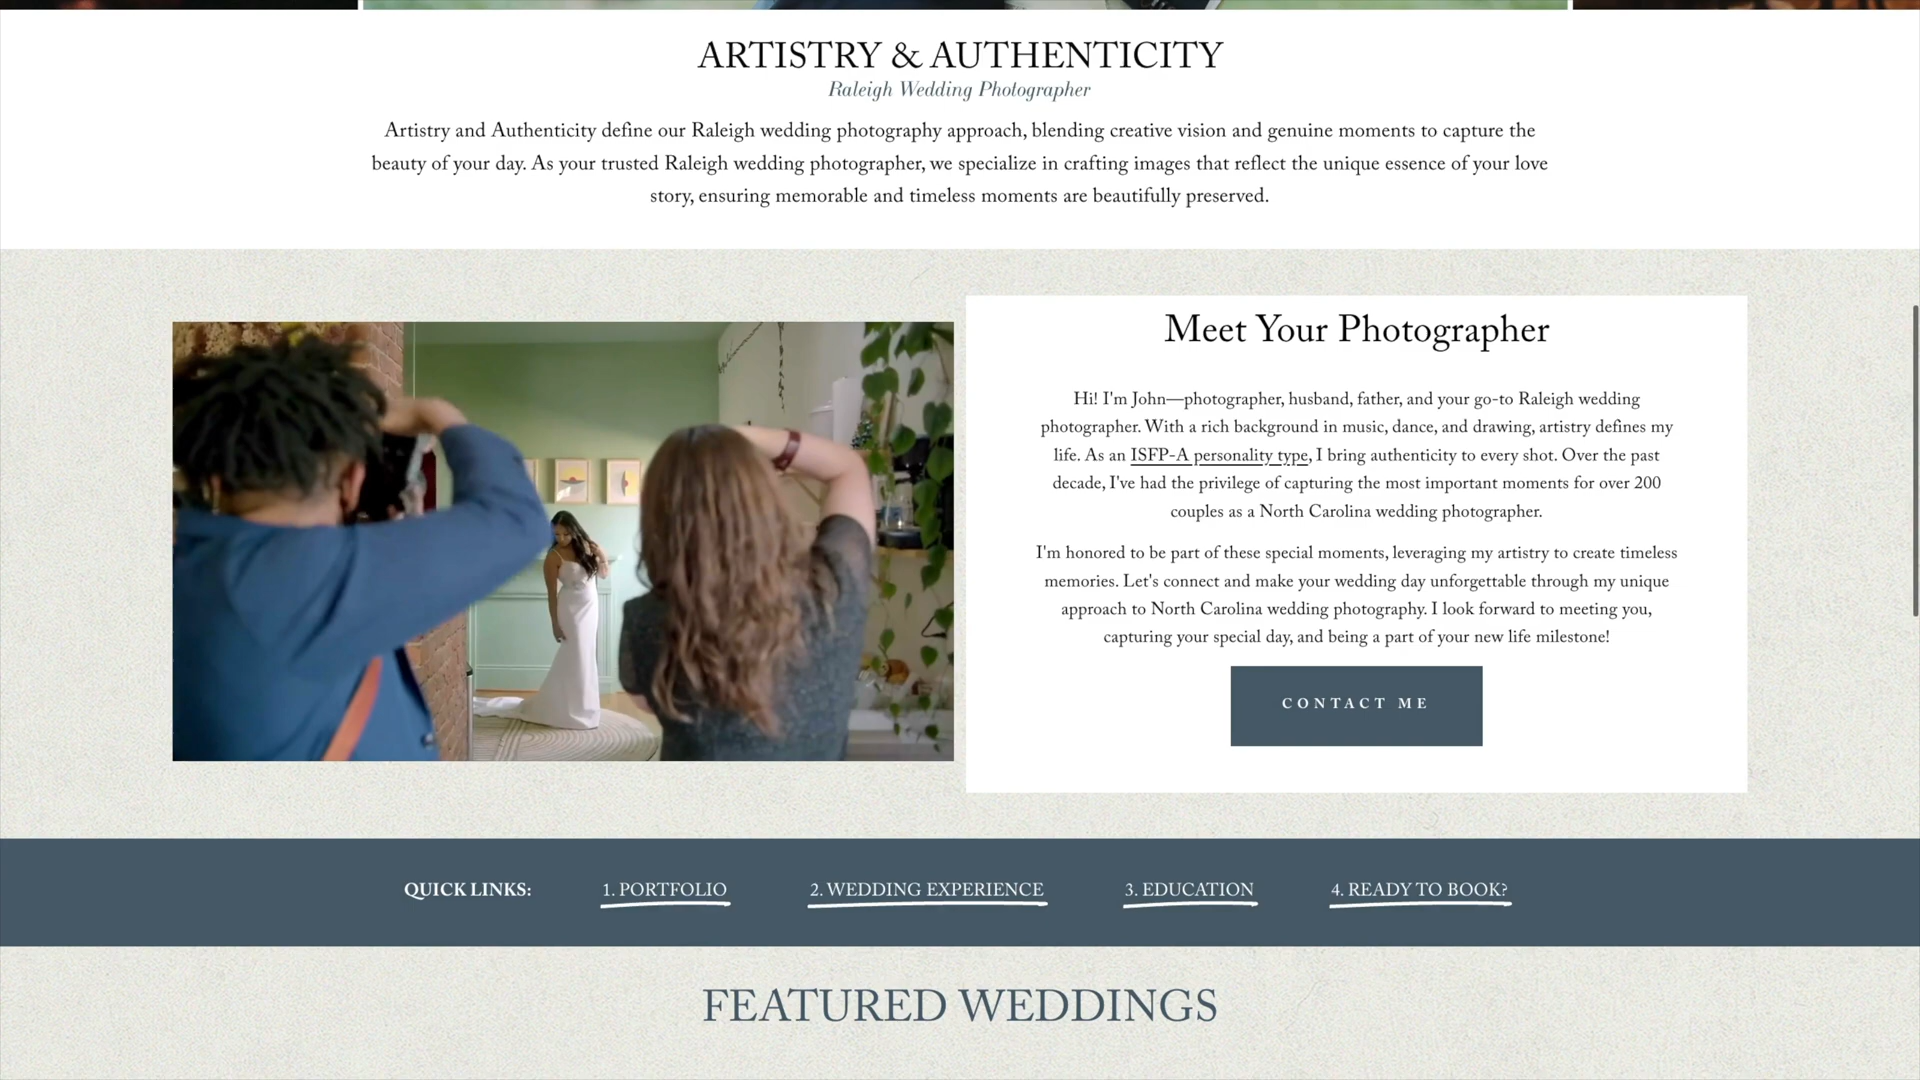 ARTISTRY & AUTHENTICITY
Raleigh Wedding Photographer
Artistry and Authenticity define our Raleigh wedding photography approach, blending creative vision and genuine moments to capture the
beauty of your day. As your trusted Raleigh wedding photographer, we specialize in crafting images that reflect the unique essence of your love
story, ensuring memorable and timeless moments are beautifully preserved.
Meet Your Photographer
Hi! I'm John—photographer, husband, father, and your go-to Raleigh wedding
photographer. With a rich background in music, dance, and drawing, artistry defines my
life. As an ISFP-A personality type, I bring authenticity to every shot. Over the past
decade, I've had the privilege of capturing the most important moments for over 200
couples as a North Carolina wedding photographer.
I'm honored to be part of these special moments, leveraging my artistry to create timeless
memories. Let's connect and make your wedding day unforgettable through my unique
approach to North Carolina wedding photography. I look forward to meeting you,
capturing your special day, and being a part of your new life milestone!
CONTACT ME
QUICK LINKS:
1. PORTFOLIO
2. WEDDING EXPERIENCE
3. EDUCATION
4. READY TO BOOK?
FEATURED WEDDINGS